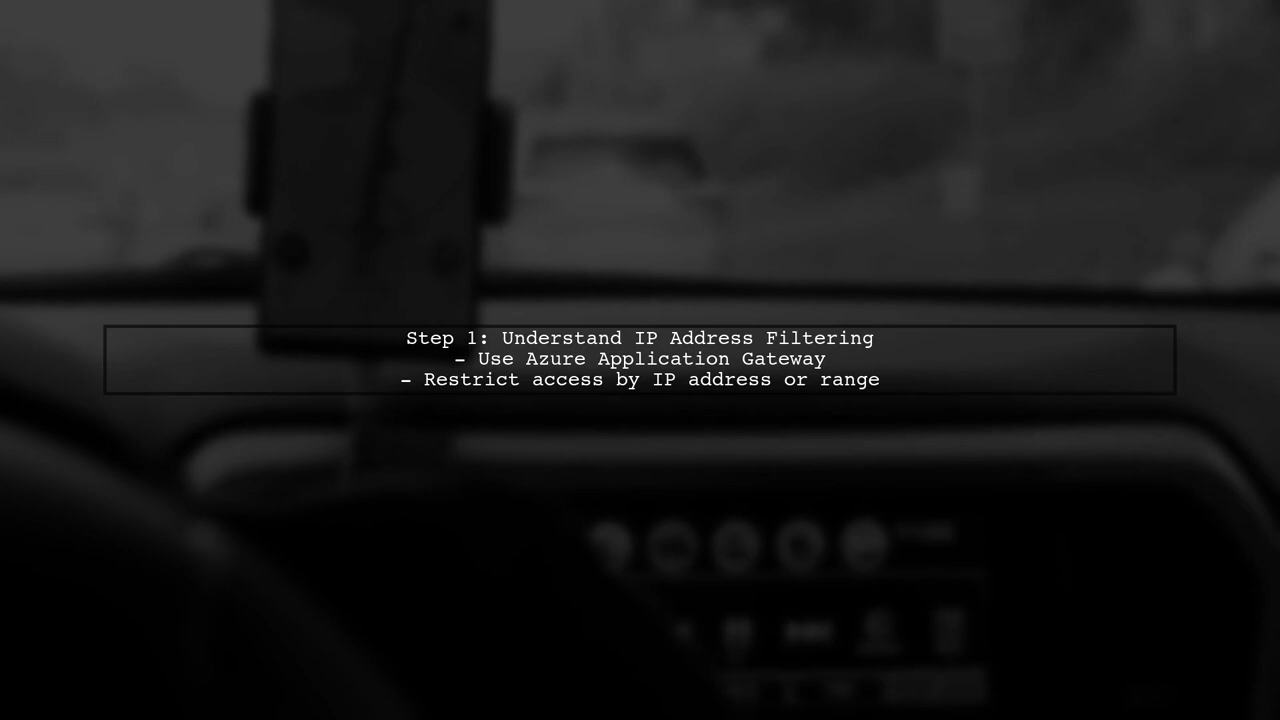 Step 1: Understand IP Address Filtering
– Use Azure Application Gateway
– Restrict access by IP address or range